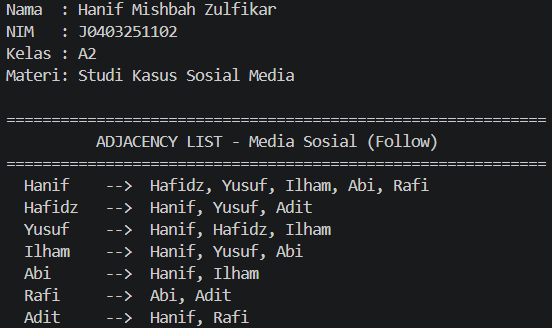 Nama  : Hanif Mishbah Zulfikar
NIM   : J0403251102
Kelas : A2
Materi: Studi Kasus Sosial Media
============================================================
ADJACENCY LIST - Media Sosial (Follow)
============================================================
Hanif    --> Hafidz, Yusuf, Ilham, Abi, Rafi
Hafidz   --> Hanif, Yusuf, Adit
Yusuf    --> Hanif, Hafidz, Ilham
Ilham    --> Hanif, Yusuf, Abi
Abi      --> Hanif, Ilham
Rafi     --> Abi, Adit
Adit     --> Hanif, Rafi